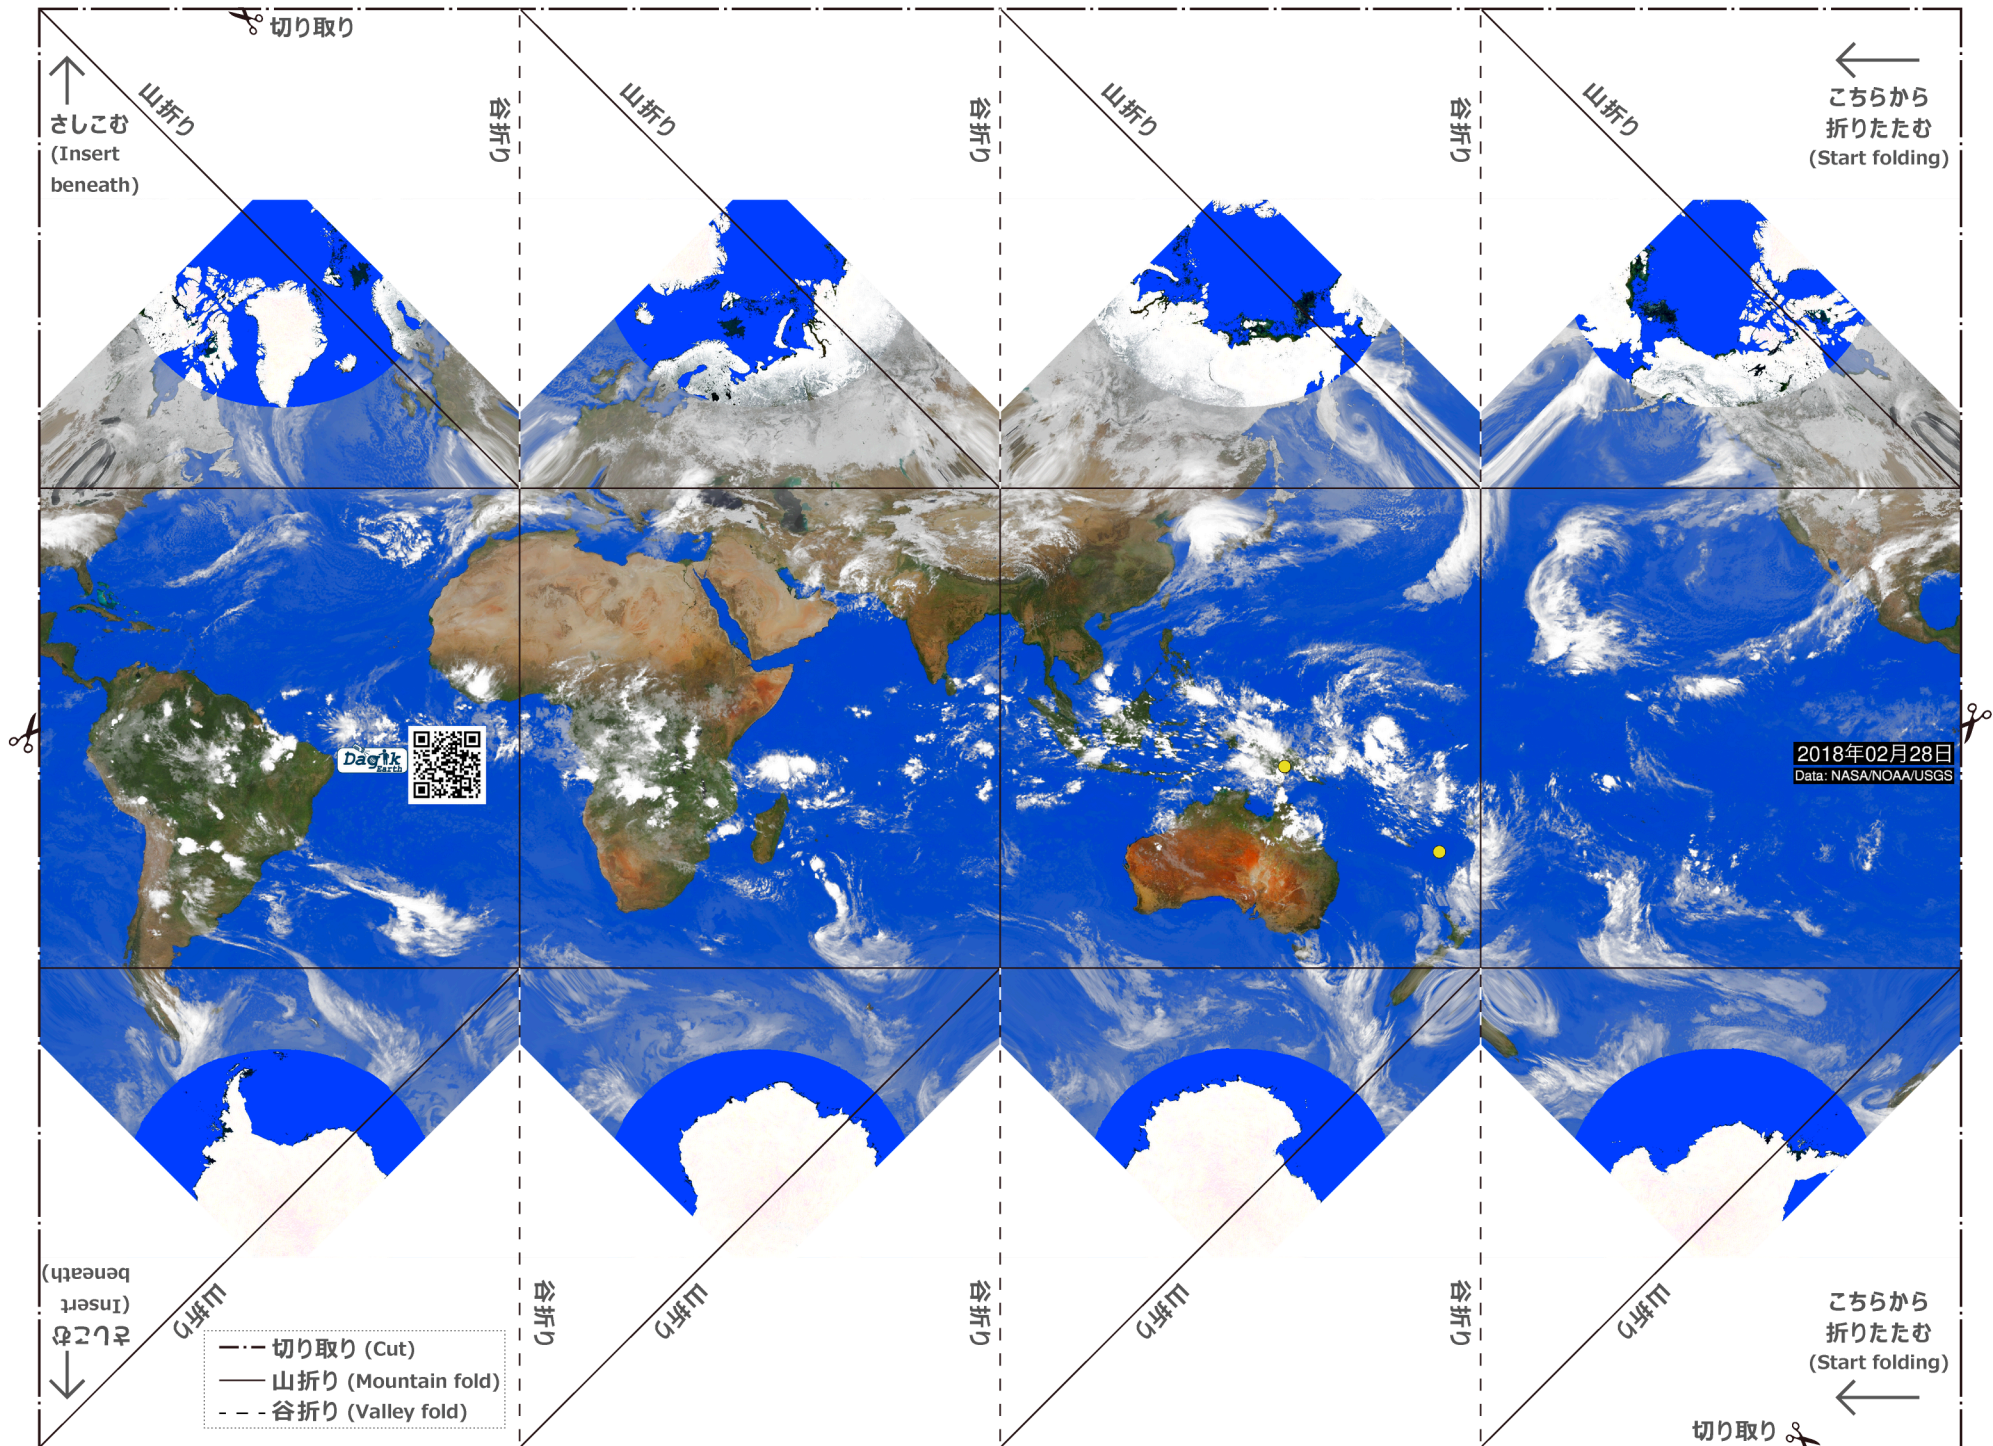 切り取り
山折り
山折り
山折り
山折り
谷折り
谷折り
谷折り
さしこむ
(Insert
beneath)
こちらから
折りたたむ
(Start folding)
Dagik
Earth
2018年02月28日
Data: NASA/NOAA/USGS
さしこむ
(Insert
beneath)
山折り
山折り
山折り
山折り
谷折り
谷折り
谷折り
こちらから
折りたたむ
(Start folding)
切り取り (Cut)
山折り (Mountain fold)
谷折り (Valley fold)
切り取り